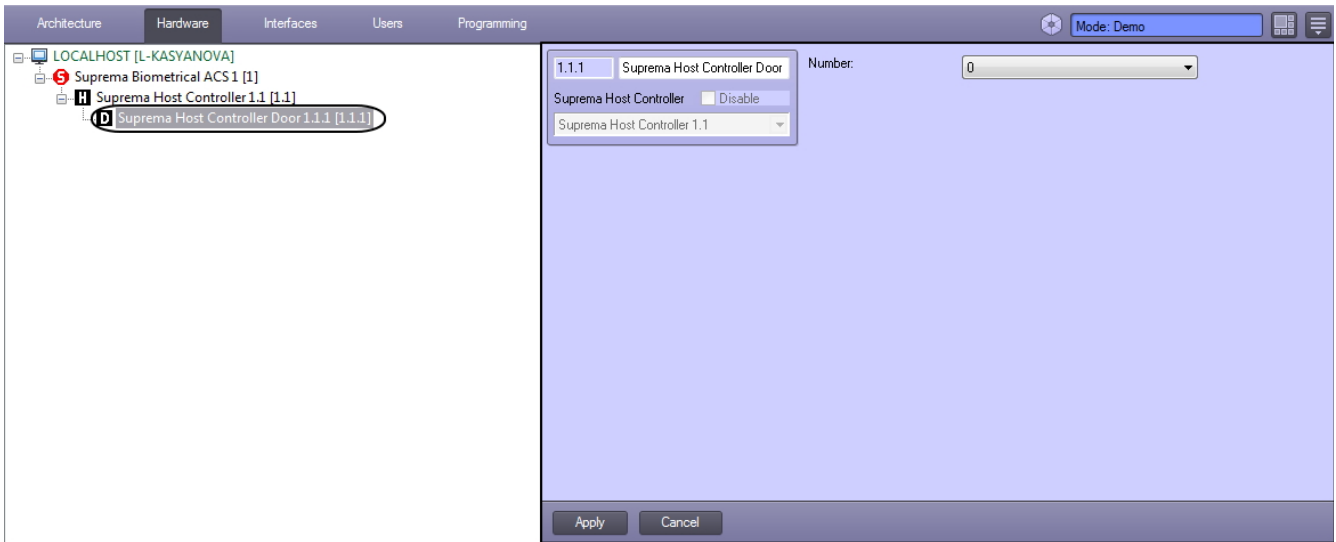 Architecture Hardware Interfaces Users Programming Mode: Demo
LOCALHOST [L-KASYANOVA]
S Suprema Biometrical ACS 1 [1]
H Suprema Host Controller 1.1 [1.1]
D Suprema Host Controller Door 1.1.1 [1.1.1]
1.1.1 Suprema Host Controller Door
Suprema Host Controller Disable
Suprema Host Controller 1.1
Number: 0
Apply Cancel